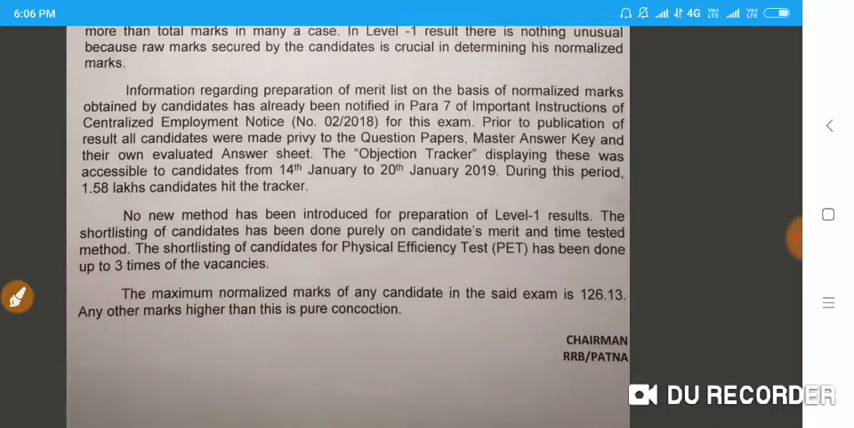 6:06 PM
4G VoLTE VoLTE
more than total marks in many a case. In Level -1 result there is nothing unusual
because raw marks secured by the candidates is crucial in determining his normalized
marks.
Information regarding preparation of merit list on the basis of normalized marks
obtained by candidates has already been notified in Para 7 of Important Instructions of
Centralized Employment Notice (No. 02/2018) for this exam. Prior to publication of
result all candidates were made privy to the Question Papers, Master Answer Key and
their own evaluated Answer sheet. The “Objection Tracker” displaying these was
accessible to candidates from 14th January to 20th January 2019. During this period,
1.58 lakhs candidates hit the tracker.
No new method has been introduced for preparation of Level-1 results. The
shortlisting of candidates has been done purely on candidate's merit and time tested
method. The shortlisting of candidates for Physical Efficiency Test (PET) has been done
up to 3 times of the vacancies.
The maximum normalized marks of any candidate in the said exam is 126.13.
Any other marks higher than this is pure concoction.
CHAIRMAN
RRB/PATNA
DU RECORDER